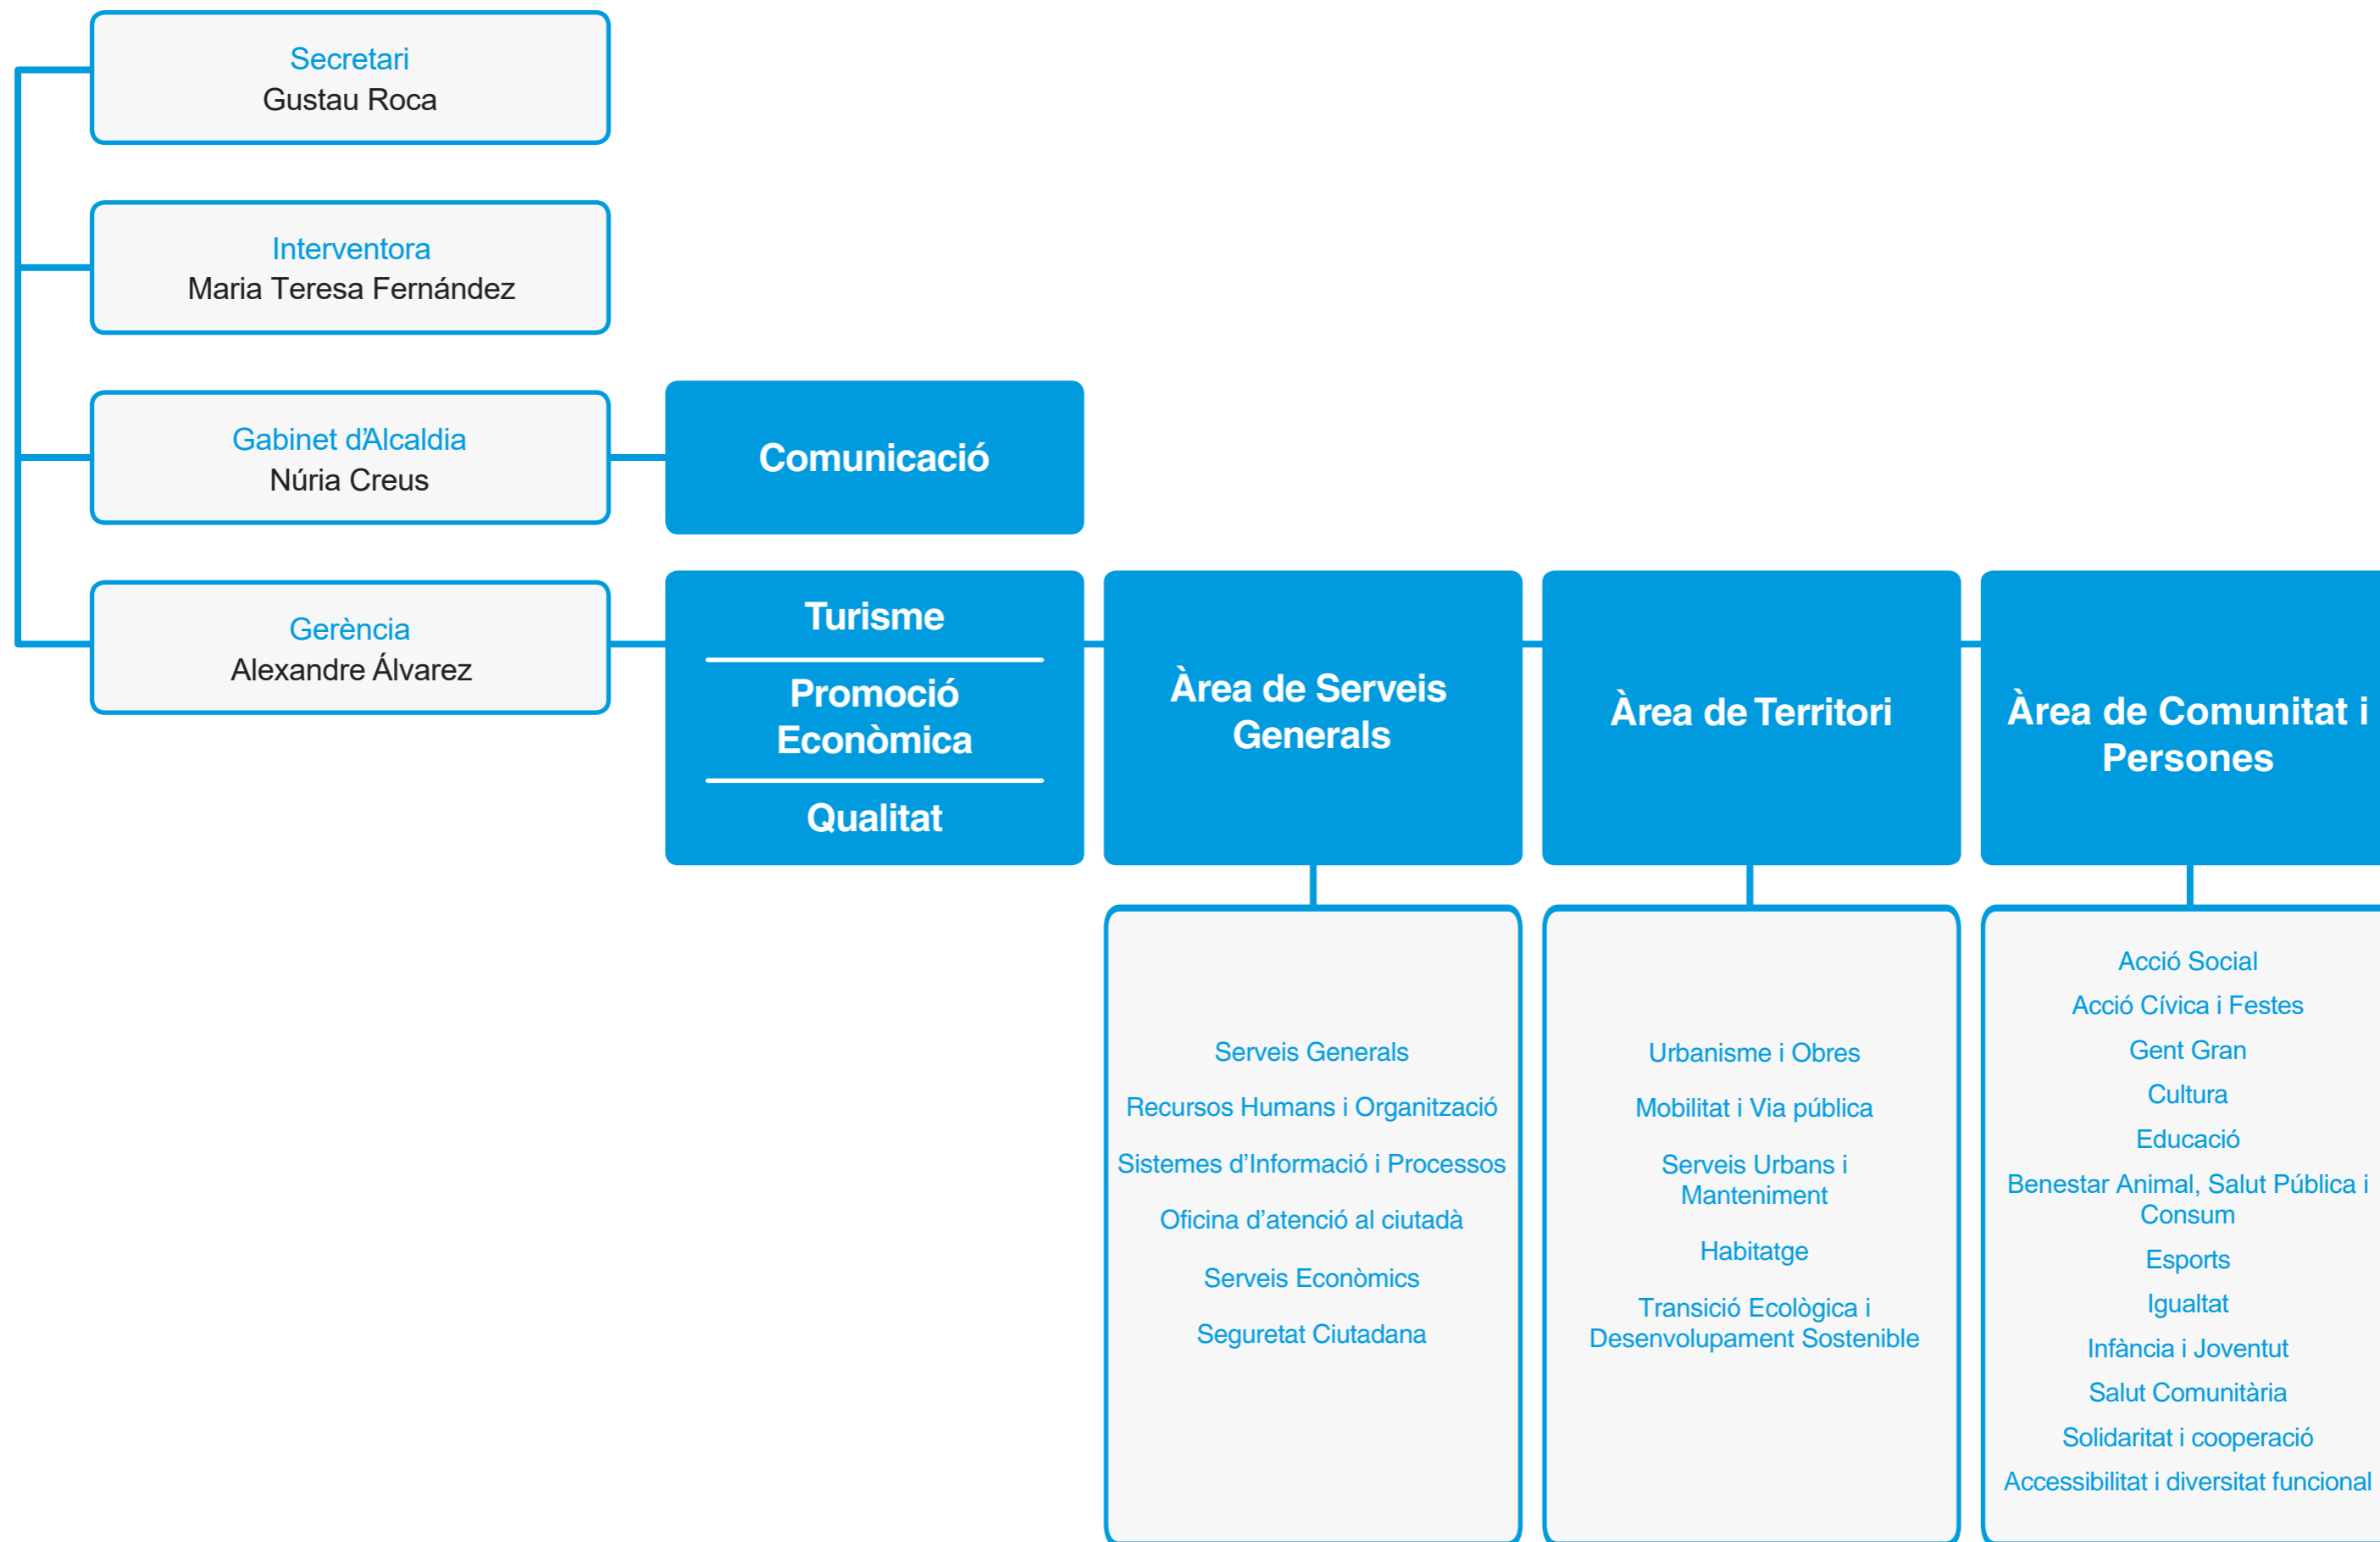 Secretari
Gustau Roca
Interventora
Maria Teresa Fernández
Gabinet d'Alcaldia
Núria Creus
Comunicació
Gerència
Alexandre Álvarez
Turisme
Promoció
Econòmica
Qualitat
Àrea de Serveis
Generals
Àrea de Territori
Àrea de Comunitat i
Persones
Serveis Generals
Recursos Humans i Organització
Sistemes d’Informació i Processos
Oficina d’atenció al ciutadà
Serveis Econòmics
Seguretat Ciutadana
Urbanisme i Obres
Mobilitat i Via pública
Serveis Urbans i
Manteniment
Habitatge
Transició Ecològica i
Desenvolupament Sostenible
Acció Social
Acció Cívica i Festes
Gent Gran
Cultura
Educació
Benestar Animal, Salut Pública i
Consum
Esports
Igualtat
Infància i Joventut
Salut Comunitària
Solidaritat i cooperació
Accessibilitat i diversitat funcional